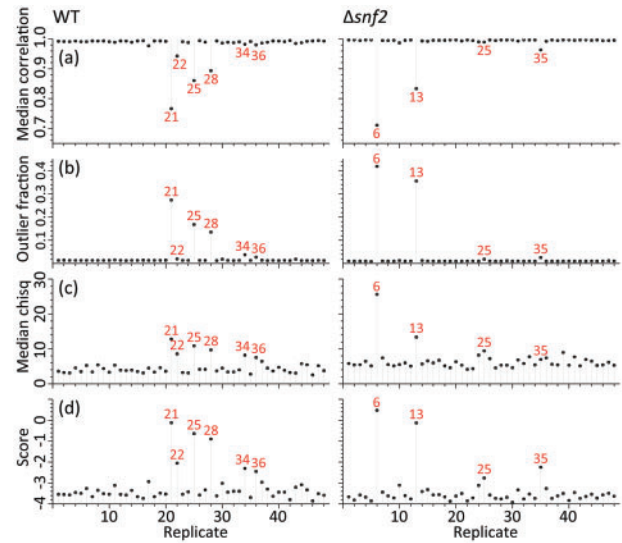 WT Δsnf2
Median correlation
0.7 0.8 0.9 1.0
(a)
21 22 25 28 34 36
6 13 25 35
Outlier fraction
0.1 0.2 0.3 0.4
(b)
21 22 25 28 34 36
6 13 25 35
Median chisq
0 10 20 30
(c)
21 22 25 28 34 36
6 13 25 35
Score
-4 -3 -2 -1 0
(d)
21 22 25 28 34 36
6 13 25 35
10 20 30 40 10 20 30 40
Replicate Replicate